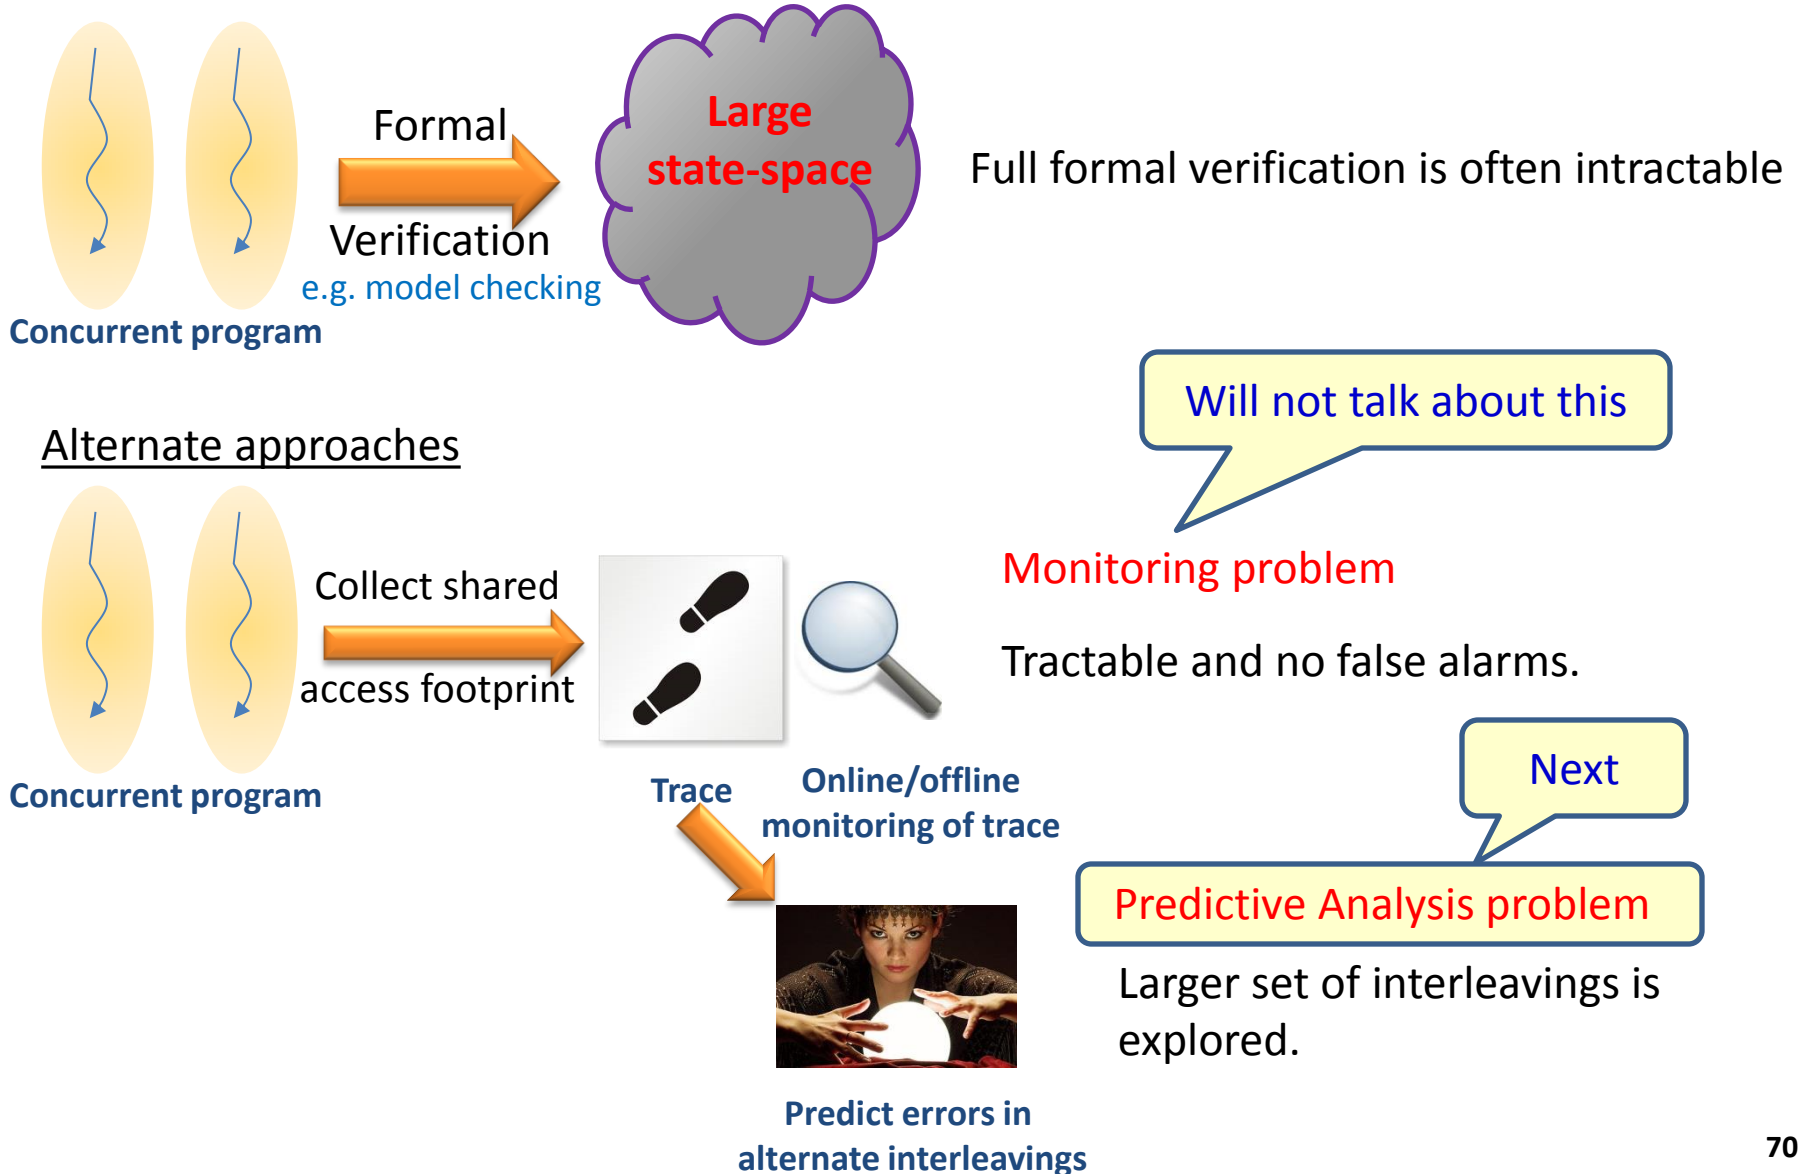 Formal
Verification
e.g. model checking
Concurrent program
Large
state-space
Full formal verification is often intractable
Will not talk about this
Alternate approaches
Collect shared
access footprint
Concurrent program
Trace
Online/offline
monitoring of trace
Monitoring problem
Tractable and no false alarms.
Next
Predictive Analysis problem
Larger set of interleavings is
explored.
Predict errors in
alternate interleavings
70